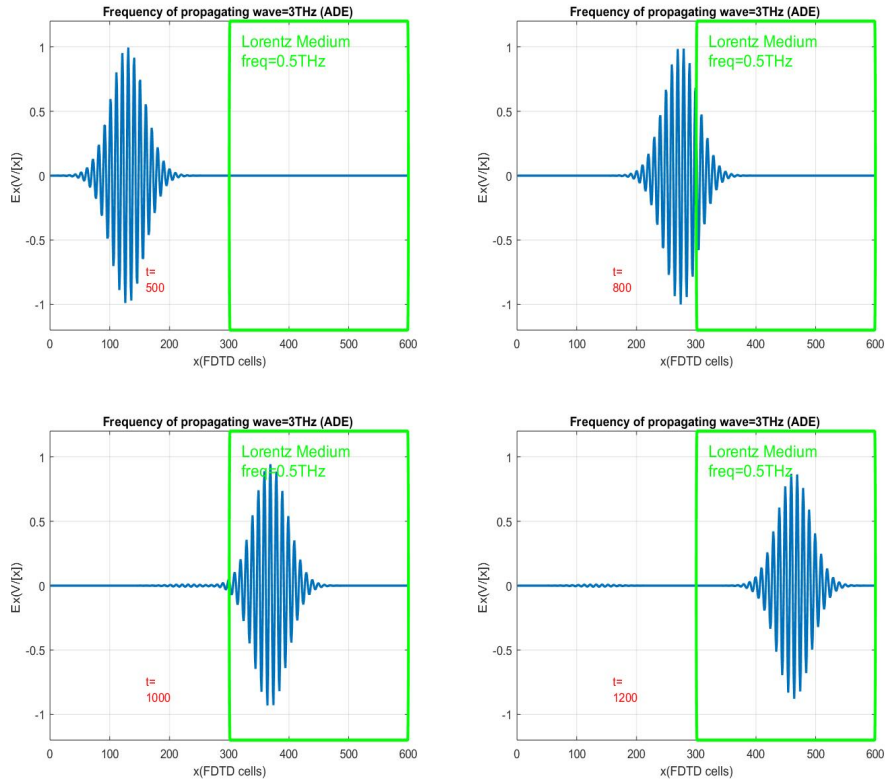 Frequency of propagating wave=3THz (ADE)
Lorentz Medium
freq=0.5THz
1
0.5
0
-0.5
-1
Ex(V/[x])
t=
500
0 100 200 300 400 500 600
x(FDTD cells)
Frequency of propagating wave=3THz (ADE)
Lorentz Medium
freq=0.5THz
1
0.5
0
-0.5
-1
Ex(V/[x])
t=
800
0 100 200 300 400 500 600
x(FDTD cells)
Frequency of propagating wave=3THz (ADE)
Lorentz Medium
freq=0.5THz
1
0.5
0
-0.5
-1
Ex(V/[x])
t=
1000
0 100 200 300 400 500 600
x(FDTD cells)
Frequency of propagating wave=3THz (ADE)
Lorentz Medium
freq=0.5THz
1
0.5
0
-0.5
-1
Ex(V/[x])
t=
1200
0 100 200 300 400 500 600
x(FDTD cells)